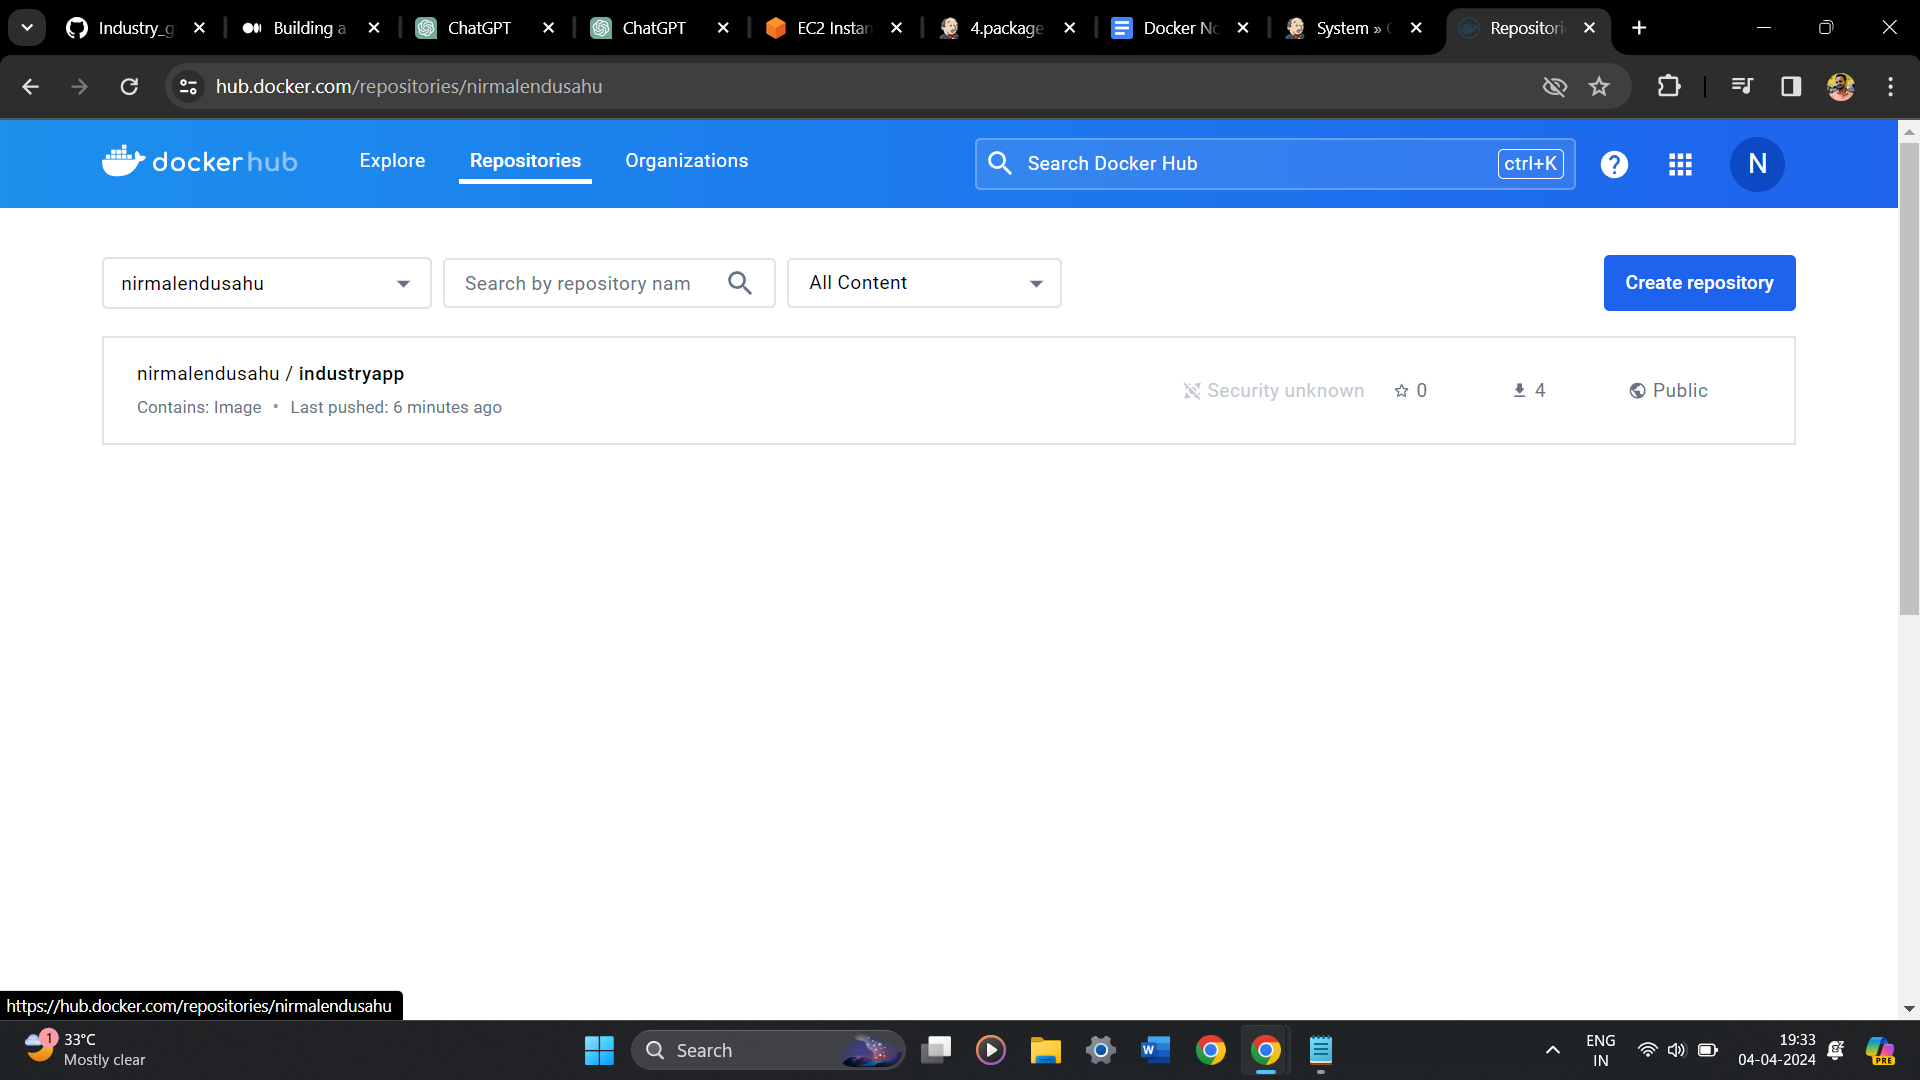 Industry_g
Building a
ChatGPT
ChatGPT
EC2 Instan
4.package
Docker No
System » C
Repositori
hub.docker.com/repositories/nirmalendusahu
dockerhub
Explore
Repositories
Organizations
Search Docker Hub
ctrl+K
?
N
nirmalendusahu
Search by repository nam
All Content
Create repository
nirmalendusahu / industryapp
Contains: Image • Last pushed: 6 minutes ago
Security unknown
0
4
Public
https://hub.docker.com/repositories/nirmalendusahu
1
33°C
Mostly clear
Search
W
ENG
IN
19:33
04-04-2024
PRE